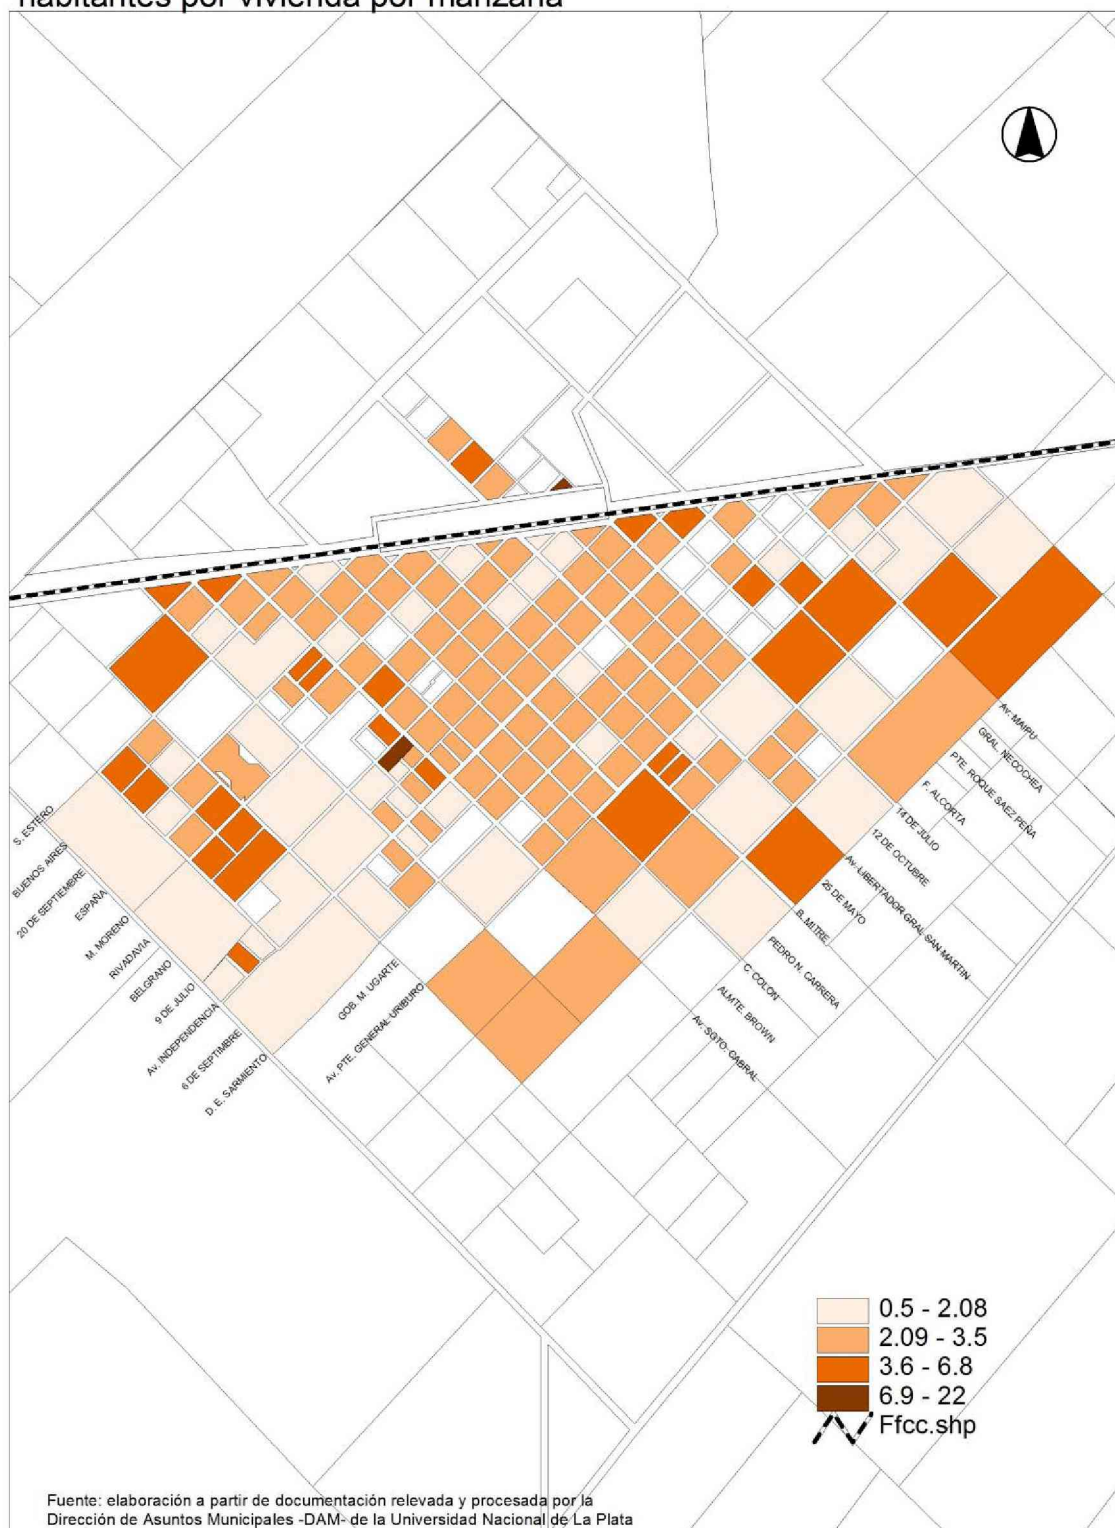 habitantes por vivienda por manzana
Av. MAIPU
GRAL. NECOCHEA
PTE. ROQUE SAEZ PEÑA
F. ALCORTA
14 DE JULIO
12 DE OCTUBRE
Av. LIBERTADOR GRAL SAN MARTIN
25 DE MAYO
B. MITRE
PEDRO N. CARRERA
C. COLON
ALMTE. BROWN
Av. SGTO. CABRAL
S. ESTERO
BUENOS AIRES
20 DE SEPTIEMBRE
ESPAÑA
M. MORENO
RIVADAVIA
BELGRANO
9 DE JULIO
Av. INDEPENDENCIA
6 DE SEPTIMBRE
D. E. SARMIENTO
GOB. M. UGARTE
Av. PTE. GENERAL URIBURO
0.5 - 2.08
2.09 - 3.5
3.6 - 6.8
6.9 - 22
Ffcc.shp
Fuente: elaboración a partir de documentación relevada y procesada por la
Dirección de Asuntos Municipales -DAM- de la Universidad Nacional de La Plata